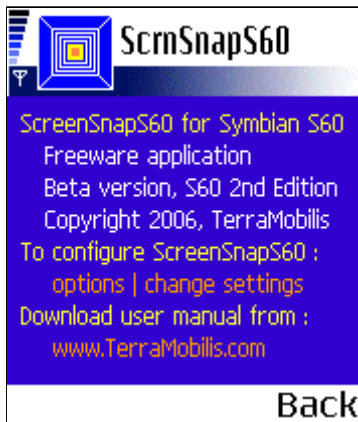 ScrnSnapS60
ScreenSnapS60 for Symbian S60
Freeware application
Beta version, S60 2nd Edition
Copyright 2006, TerraMobilis
To configure ScreenSnapS60 :
options | change settings
Download user manual from :
www.TerraMobilis.com
Back